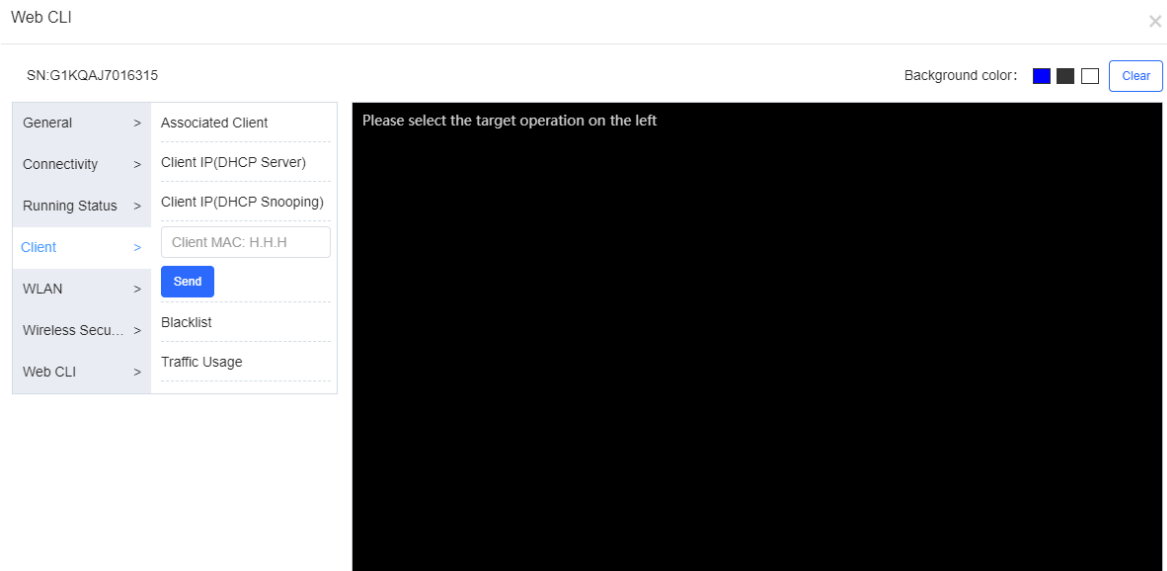 Web CLI
×
SN:G1KQAJ7016315
Background color:
Clear
General >
Connectivity >
Running Status >
Client >
WLAN >
Wireless Secu... >
Web CLI >
Associated Client
Client IP(DHCP Server)
Client IP(DHCP Snooping)
Client MAC: H.H.H
Send
Blacklist
Traffic Usage
Please select the target operation on the left